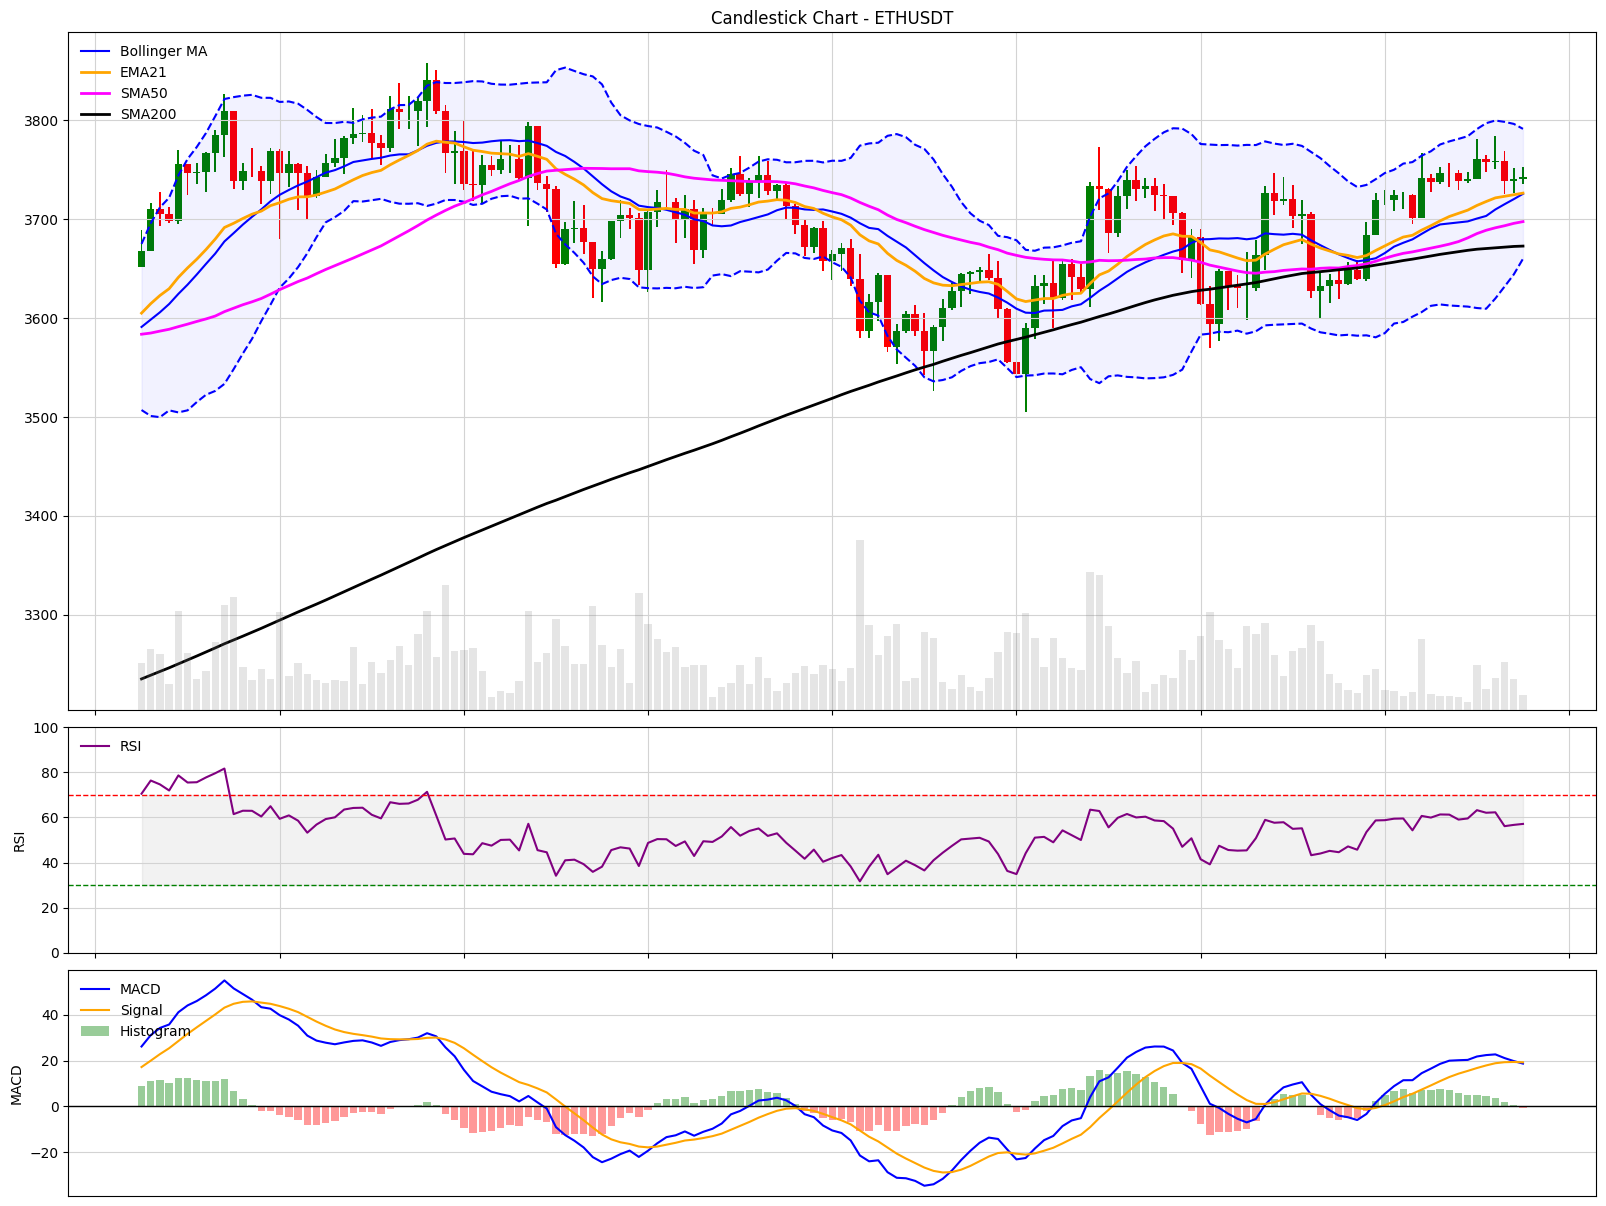 Candlestick Chart - ETHUSDT
Bollinger MA
EMA21
SMA50
SMA200
3800
3700
3600
3500
3400
3300
RSI
100
80
60
40
20
0
RSI
MACD
Signal
Histogram
40
20
0
−20
MACD